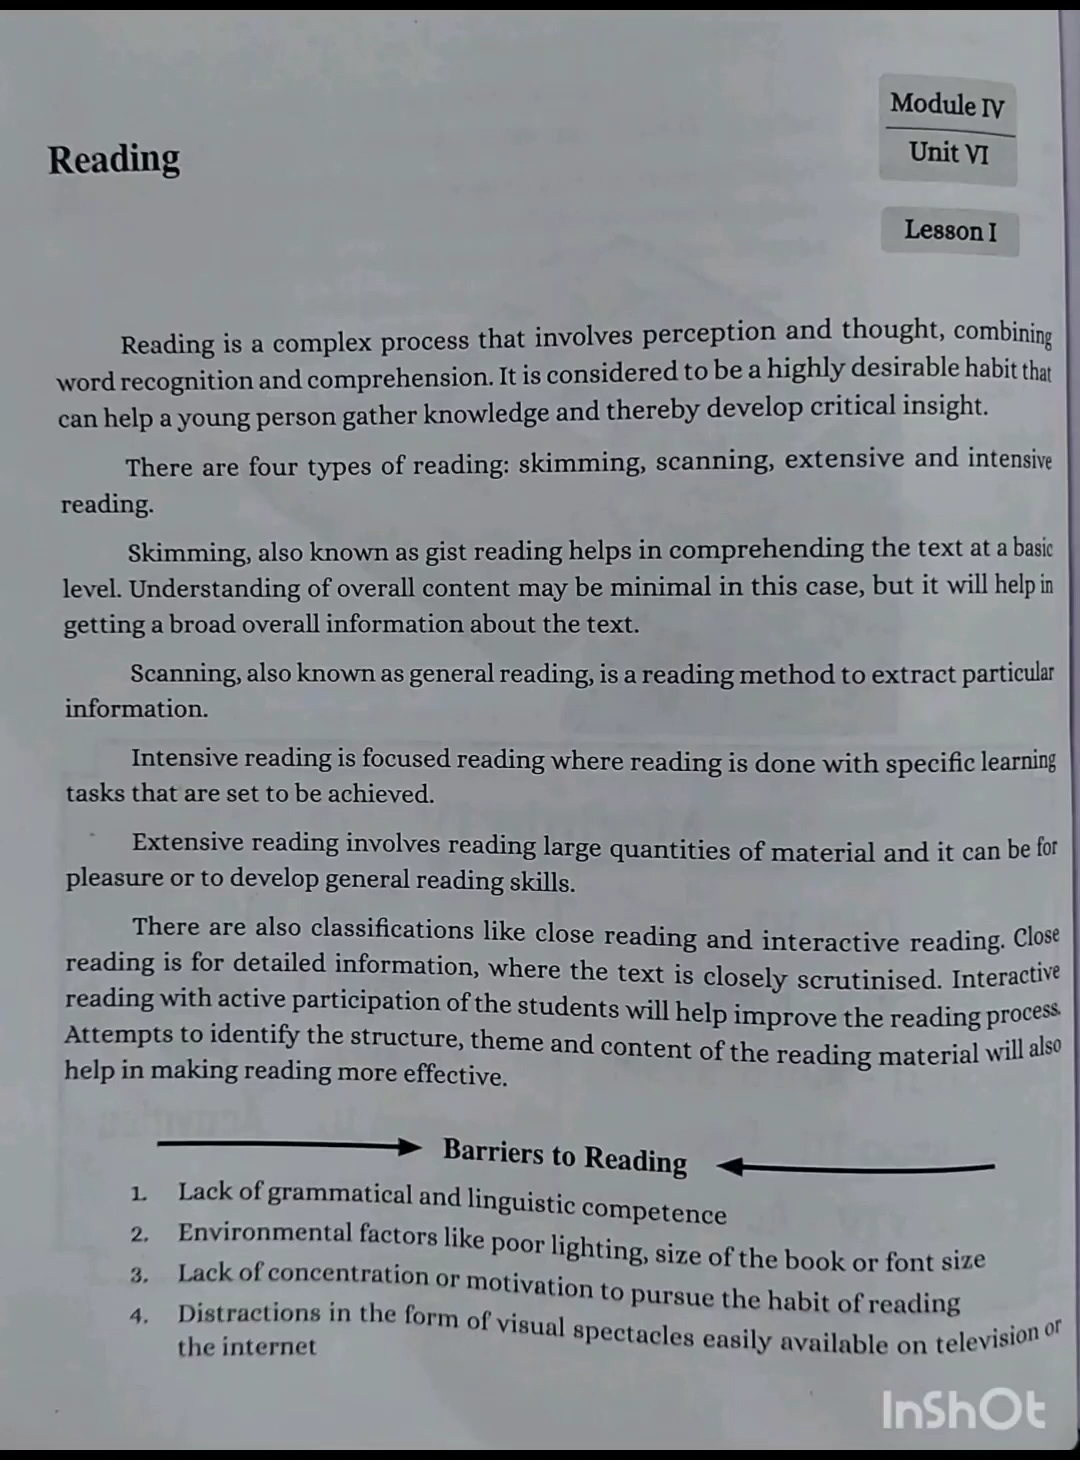 Module IV
Unit VI
Reading
Lesson I
Reading is a complex process that involves perception and thought, combining
word recognition and comprehension. It is considered to be a highly desirable habit that
can help a young person gather knowledge and thereby develop critical insight.
There are four types of reading: skimming, scanning, extensive and intensive
reading.
Skimming, also known as gist reading helps in comprehending the text at a basic
level. Understanding of overall content may be minimal in this case, but it will help in
getting a broad overall information about the text.
Scanning, also known as general reading, is a reading method to extract particular
information.
Intensive reading is focused reading where reading is done with specific learning
tasks that are set to be achieved.
Extensive reading involves reading large quantities of material and it can be for
pleasure or to develop general reading skills.
There are also classifications like close reading and interactive reading. Close
reading is for detailed information, where the text is closely scrutinised. Interactive
reading with active participation of the students will help improve the reading process.
Attempts to identify the structure, theme and content of the reading material will also
help in making reading more effective.
Barriers to Reading
1. Lack of grammatical and linguistic competence
2. Environmental factors like poor lighting, size of the book or font size
3. Lack of concentration or motivation to pursue the habit of reading
4. Distractions in the form of visual spectacles easily available on television or
the internet
InShOt